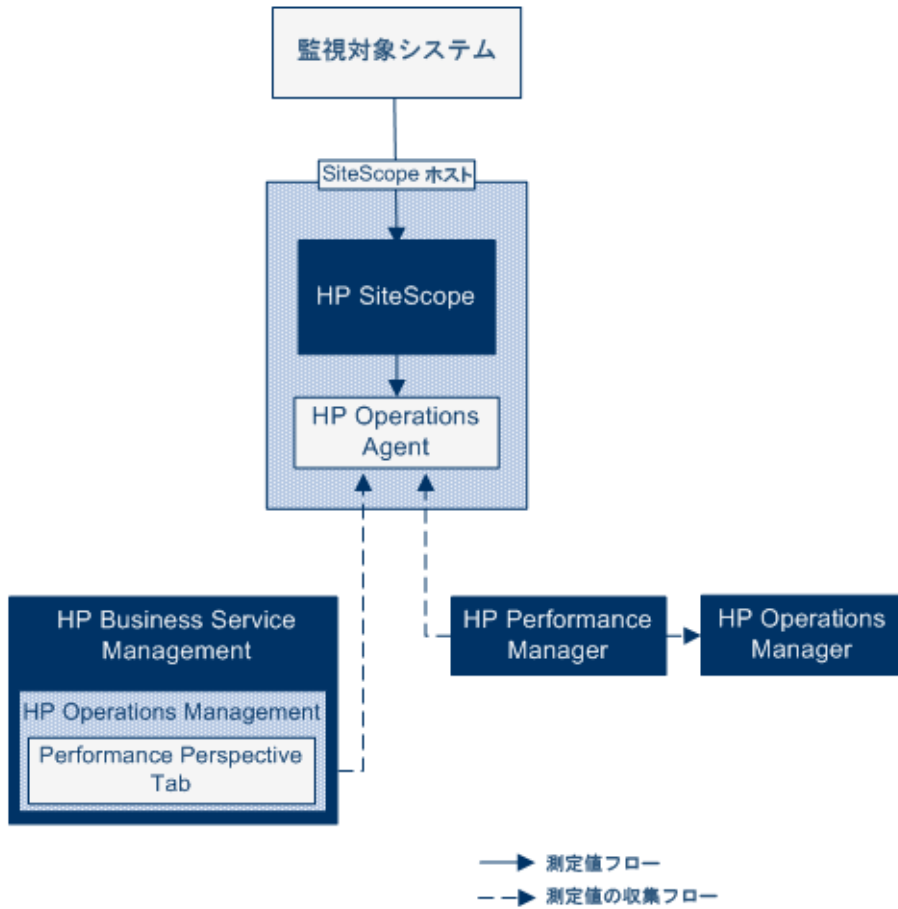 監視対象システム
SiteScope ホスト
HP SiteScope
HP Operations
Agent
HP Business Service
Management
HP Operations Management
Performance Perspective
Tab
HP Performance
Manager
HP Operations
Manager
測定値フロー
測定値の収集フロー